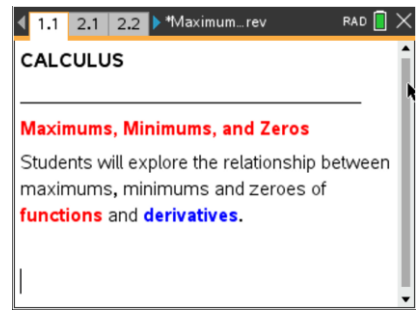 1.1 2.1 2.2 *Maximum...rev RAD
CALCULUS
Maximums, Minimums, and Zeros
Students will explore the relationship between
maximums, minimums and zeroes of
functions and derivatives.